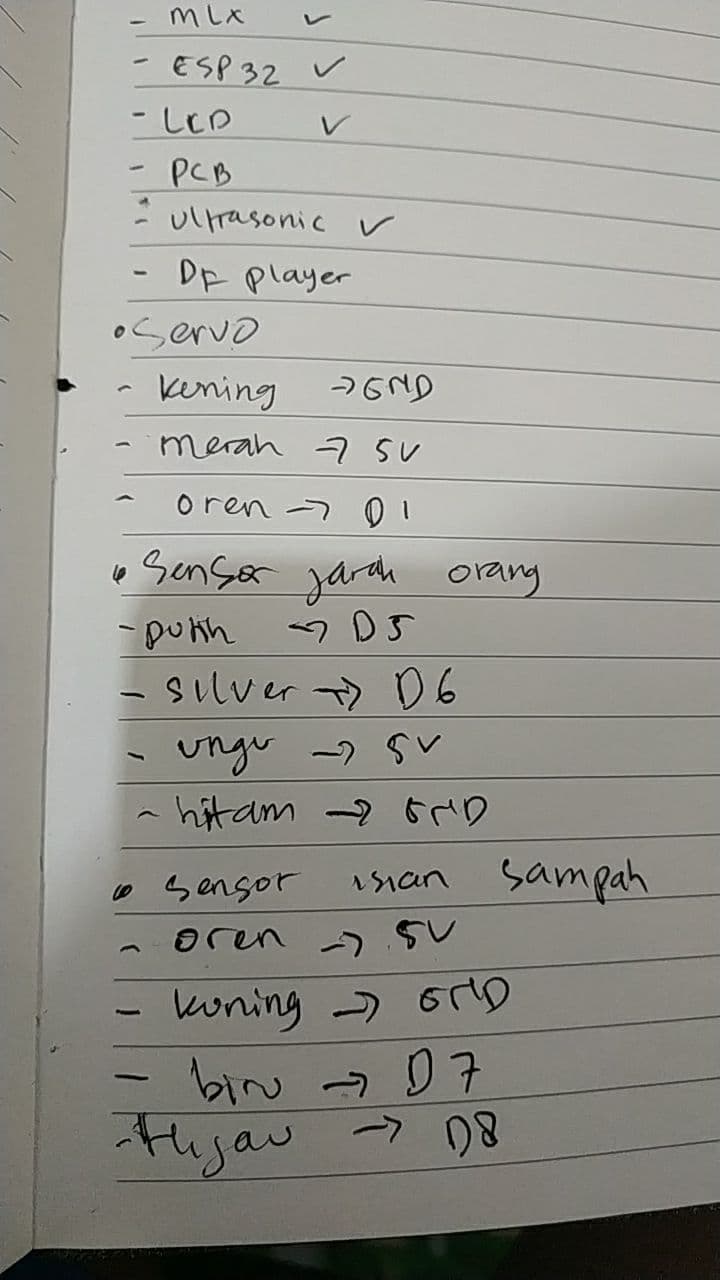 - MLX ✓
- ESP32 ✓
- LCD ✓
- PCB
- Ultrasonic ✓
- DF player
• Servo
- kuning → GND
- merah → 5V
- oren → D1
• Sensor jarak orang
- putih → D5
- silver → D6
- ungu → 5V
- hitam → GND
• Sensor isian Sampah
- oren → 5V
- kuning → GND
- biru → D7
- Hijau → D8